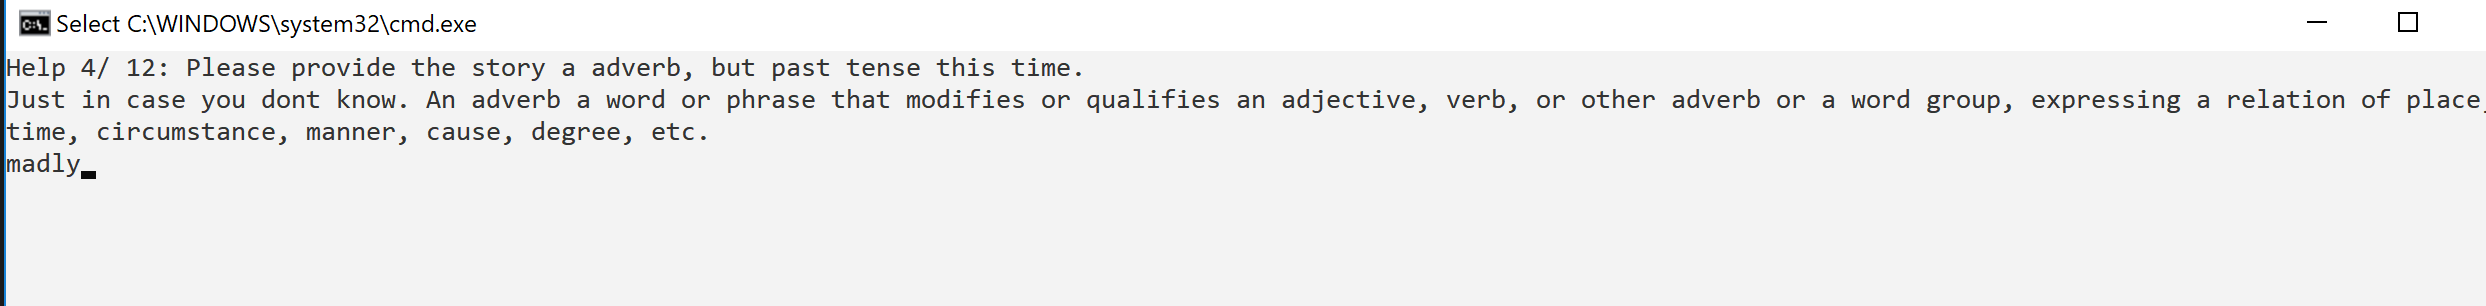 Select C:\WINDOWS\system32\cmd.exe
Help 4/ 12: Please provide the story a adverb, but past tense this time.
Just in case you dont know. An adverb a word or phrase that modifies or qualifies an adjective, verb, or other adverb or a word group, expressing a relation of place,
time, circumstance, manner, cause, degree, etc.
madly